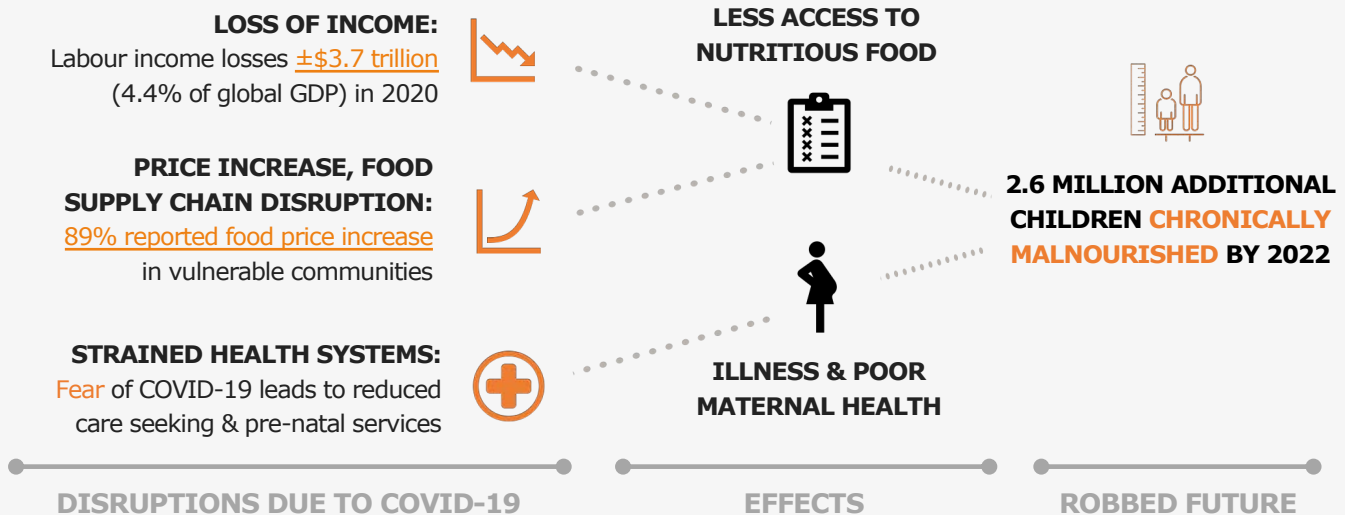 LOSS OF INCOME:
Labour income losses ±$3.7 trillion
(4.4% of global GDP) in 2020
PRICE INCREASE, FOOD
SUPPLY CHAIN DISRUPTION:
89% reported food price increase
in vulnerable communities
STRAINED HEALTH SYSTEMS:
Fear of COVID-19 leads to reduced
care seeking & pre-natal services
DISRUPTIONS DUE TO COVID-19
LESS ACCESS TO
NUTRITIOUS FOOD
ILLNESS & POOR
MATERNAL HEALTH
EFFECTS
2.6 MILLION ADDITIONAL
CHILDREN CHRONICALLY
MALNOURISHED BY 2022
ROBBED FUTURE